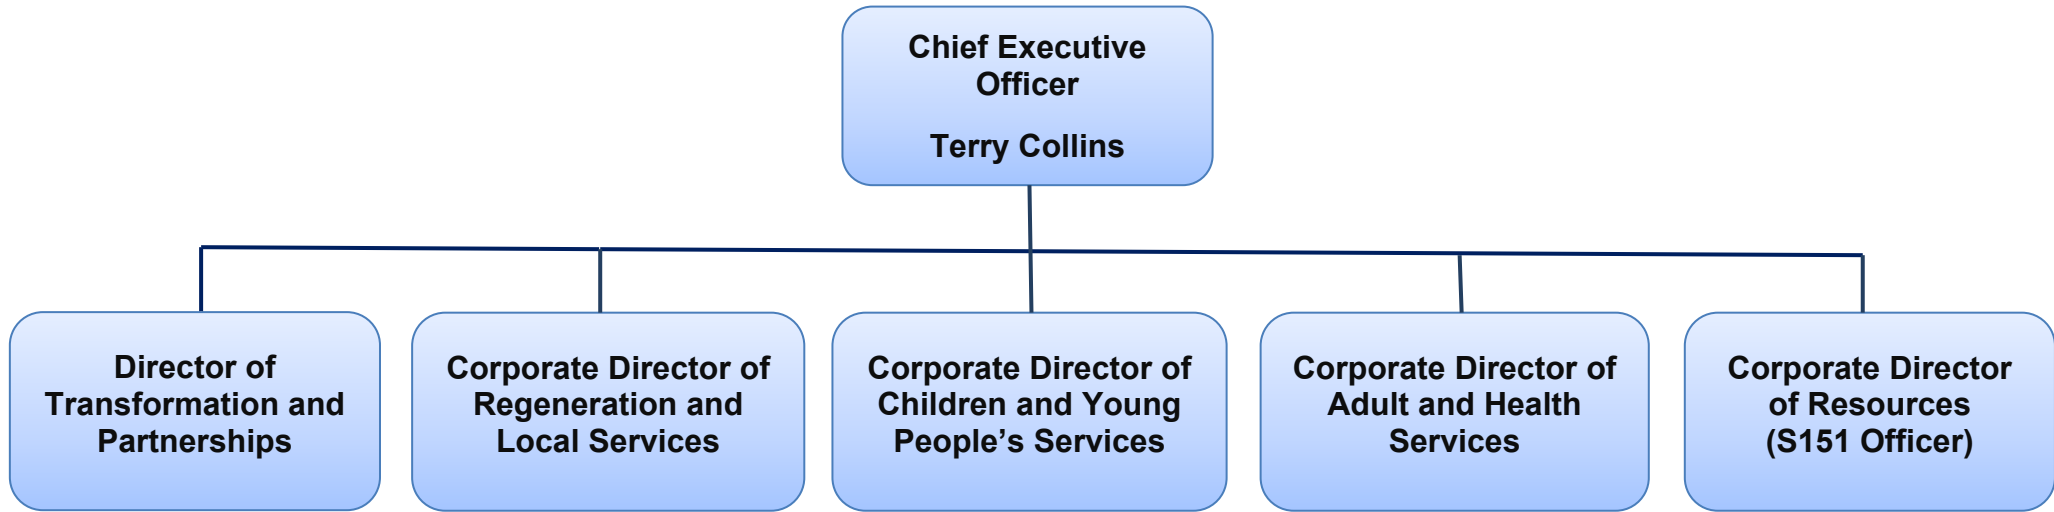 Chief Executive
Officer
Terry Collins
Director of
Transformation and
Partnerships
Corporate Director of
Regeneration and
Local Services
Corporate Director of
Children and Young
People’s Services
Corporate Director of
Adult and Health
Services
Corporate Director
of Resources
(S151 Officer)